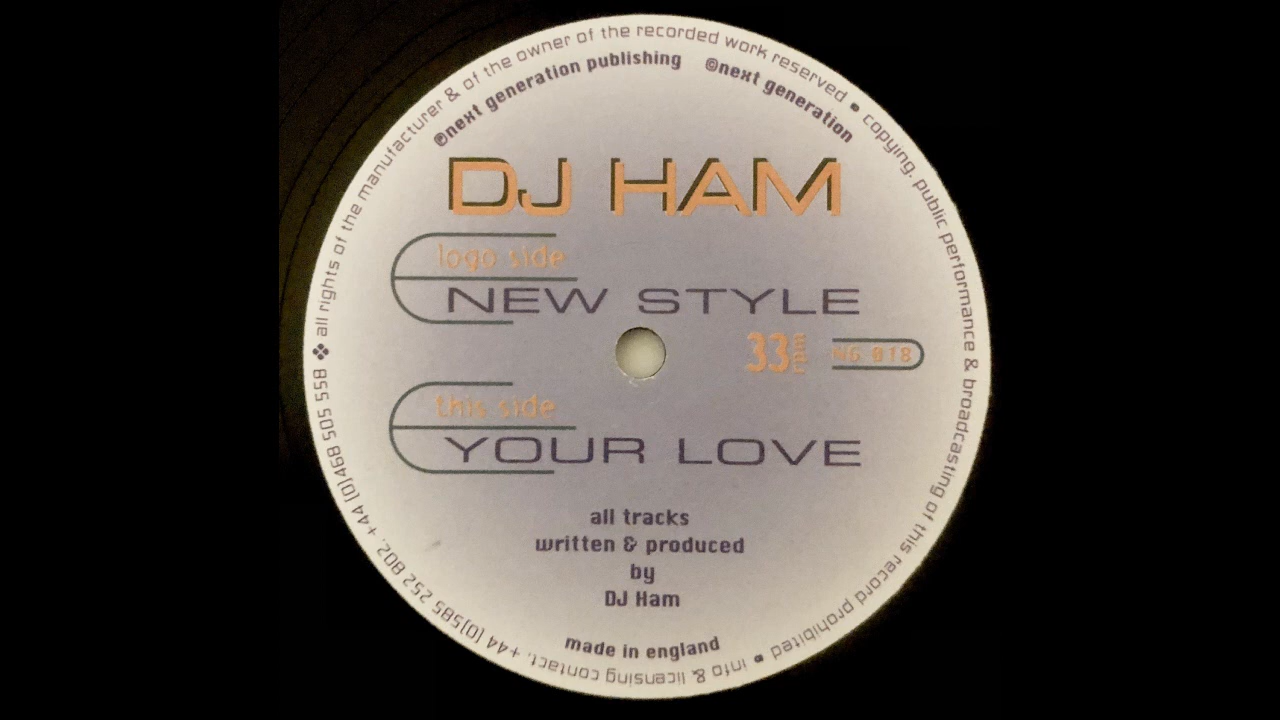 all rights of the manufacturer & of the owner of the recorded work reserved • copying, public performance & broadcasting of this record prohibited • info & licensing contact. +44 (0)585 252 802. +44 (0)468 505 558 ❖
℗next generation publishing ©next generation
DJ HAM
logo side
NEW STYLE
33 rpm NG 018
this side
YOUR LOVE
all tracks
written & produced
by
DJ Ham
made in england